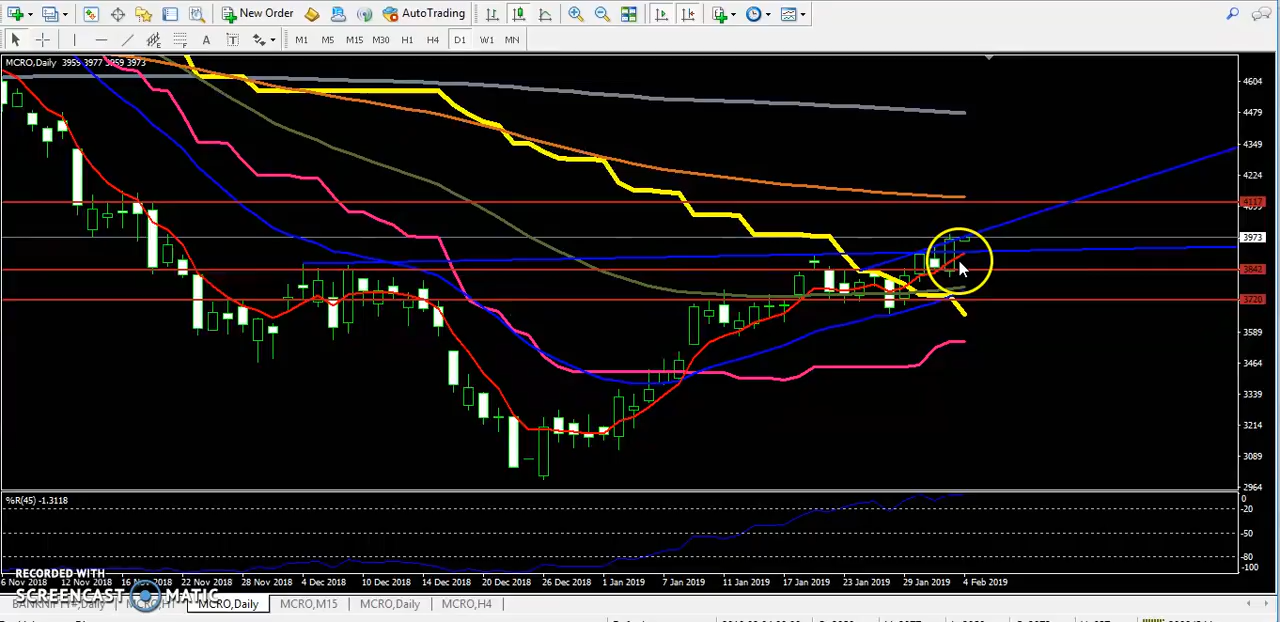 New Order AutoTrading
A T M1 M5 M15 M30 H1 H4 D1 W1 MN
MCRO,Daily 3959 3977 3959 3973
4604
4479
4349
4224
4117
3973
3842
3720
3589
3464
3339
3214
3089
2964
%R(45) -1.3118
0
-20
-50
-80
-100
6 Nov 2018 12 Nov 2018 16 Nov 2018 22 Nov 2018 28 Nov 2018 4 Dec 2018 10 Dec 2018 14 Dec 2018 20 Dec 2018 26 Dec 2018 1 Jan 2019 7 Jan 2019 11 Jan 2019 17 Jan 2019 23 Jan 2019 29 Jan 2019 4 Feb 2019
RECORDED WITH
SCREENCAST MATIC
MCRO,Daily MCRO,M15 MCRO,Daily MCRO,H4